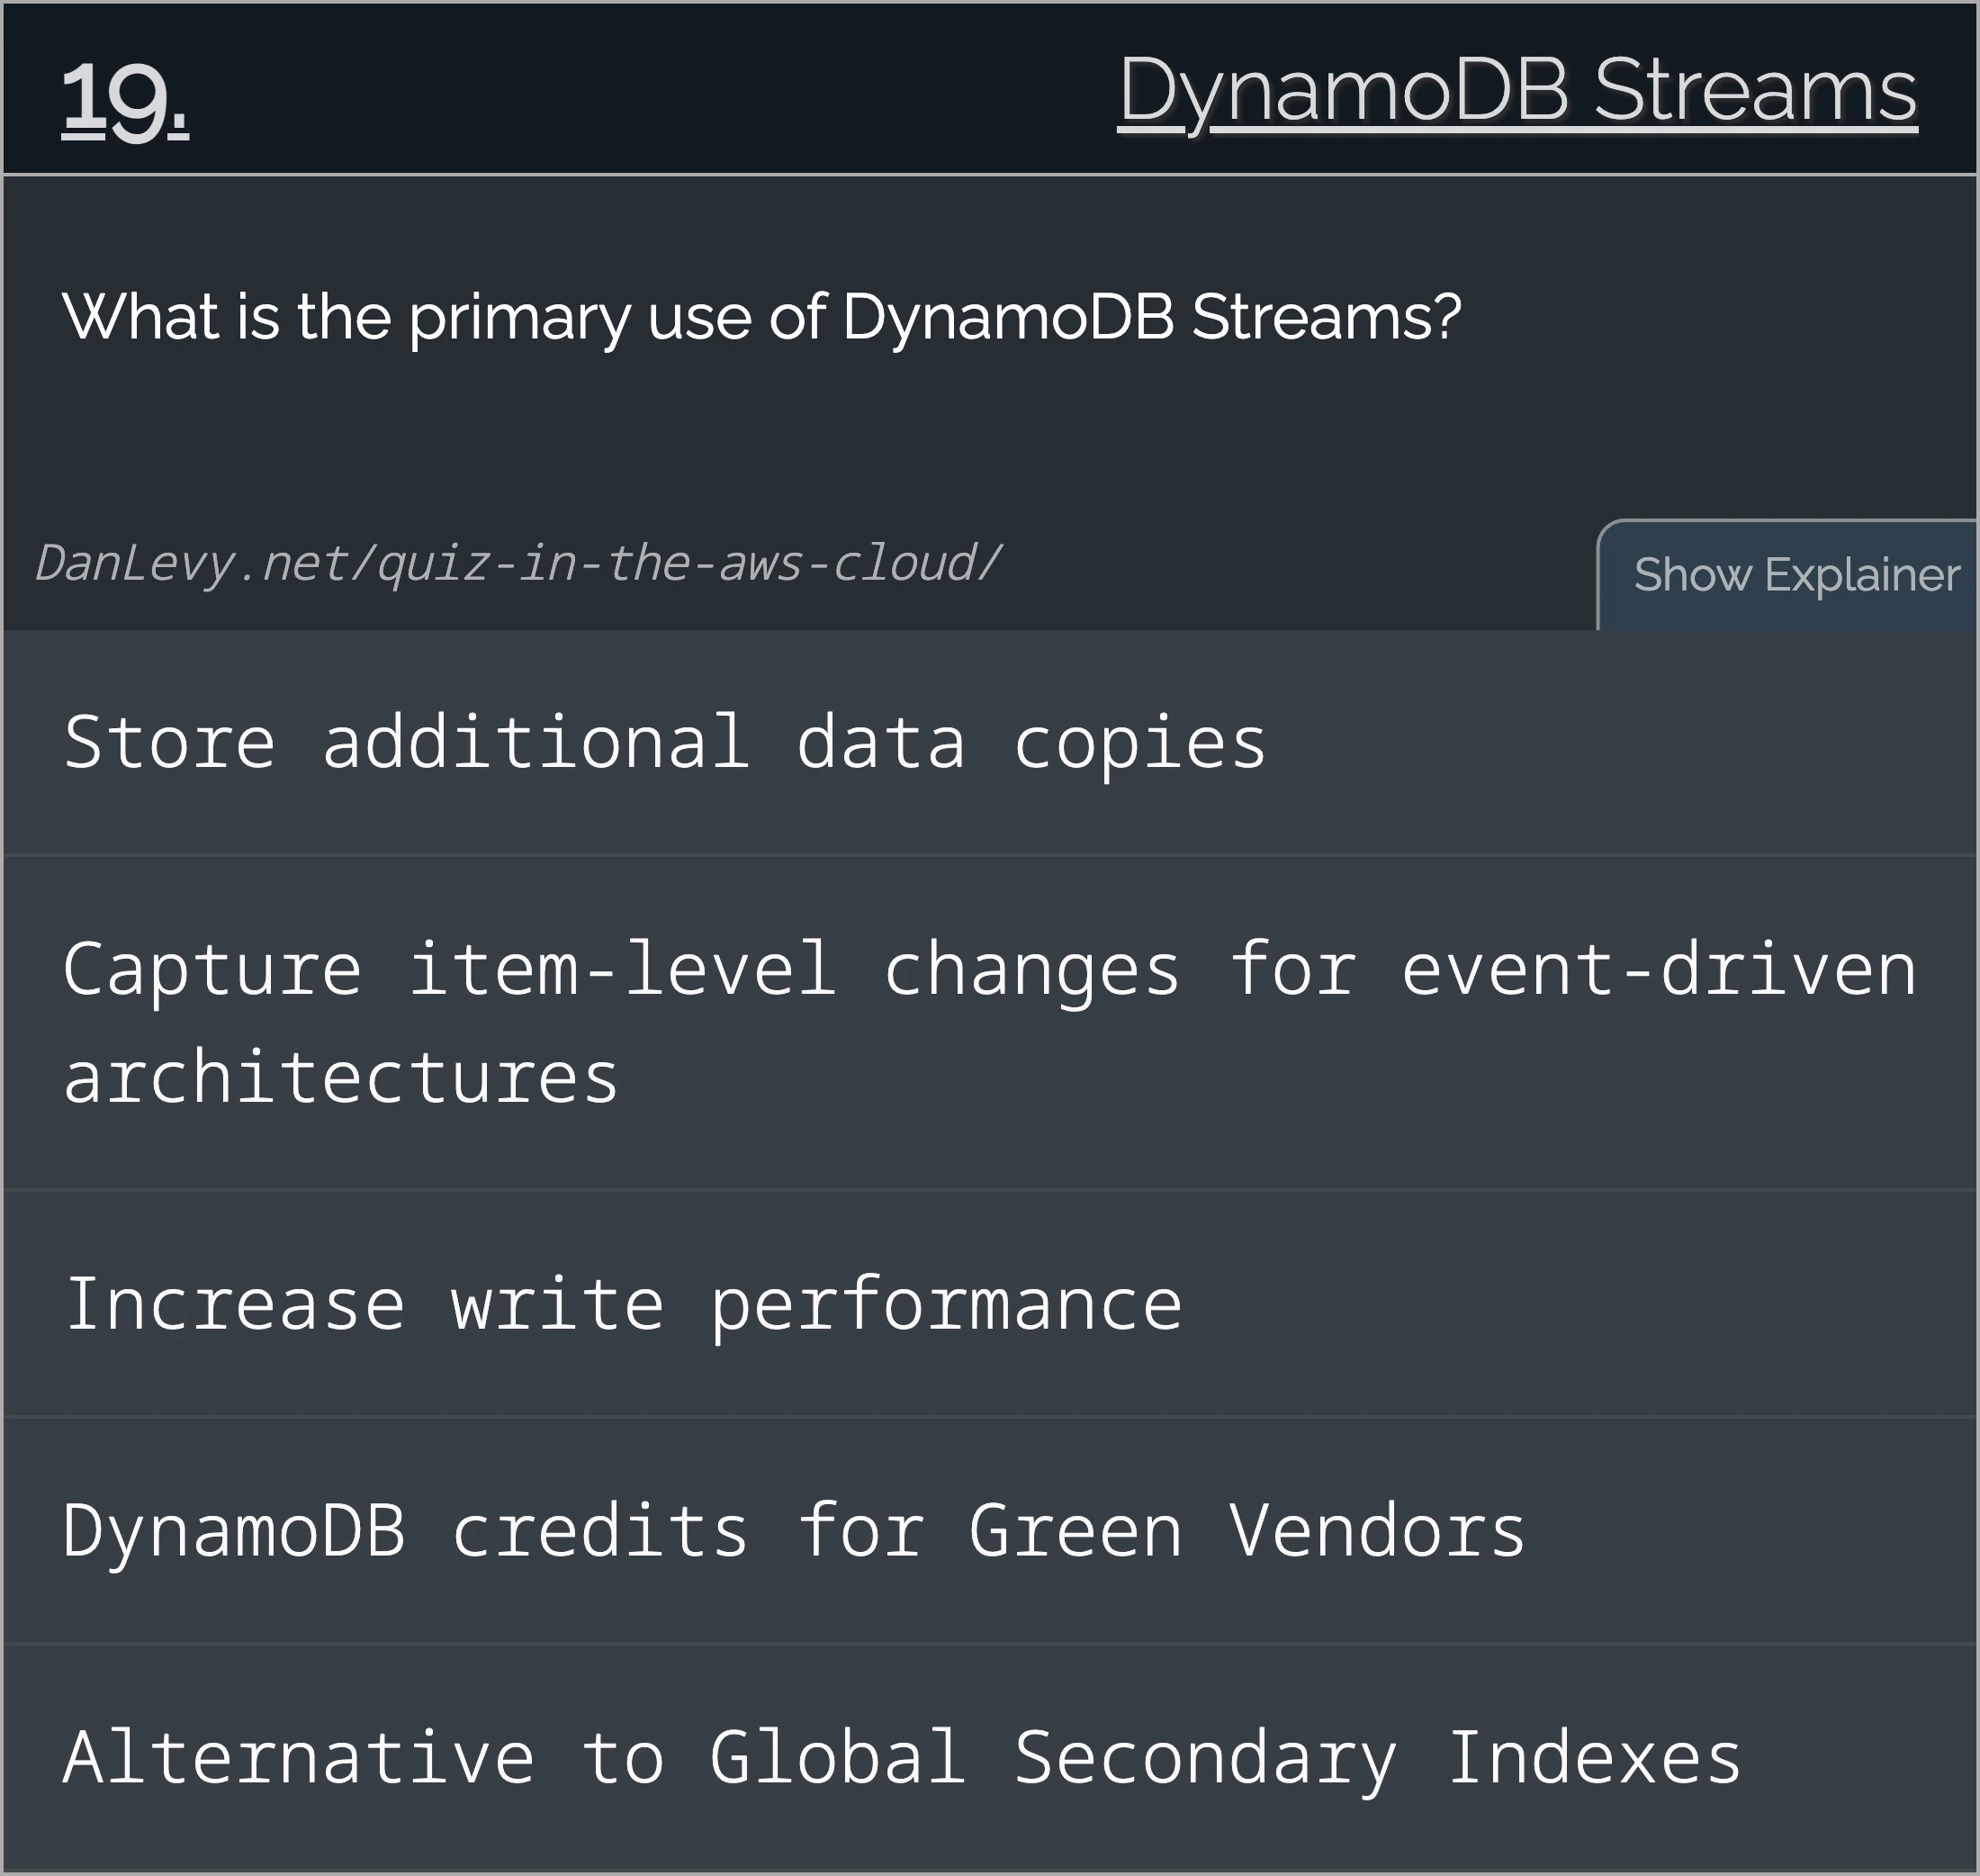 19.
DynamoDB Streams
What is the primary use of DynamoDB Streams?
DanLevy.net/quiz-in-the-aws-cloud/
Show Explainer
Store additional data copies
Capture item-level changes for event-driven
architectures
Increase write performance
DynamoDB credits for Green Vendors
Alternative to Global Secondary Indexes